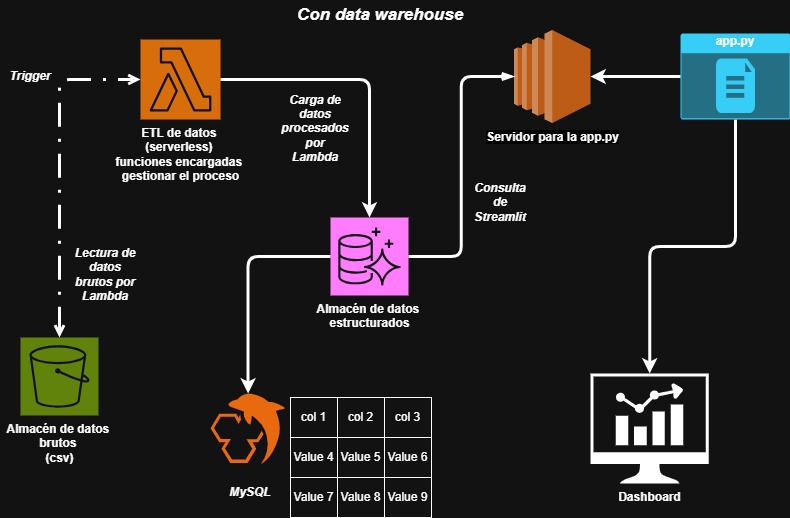 Con data warehouse
Trigger
ETL de datos
(serverless)
funciones encargadas
gestionar el proceso
Carga de
datos
procesados
por
Lambda
Servidor para la app.py
app.py
Consulta
de
Streamlit
Lectura de
datos
brutos por
Lambda
Almacén de datos
estructurados
Almacén de datos
brutos
(csv)
MySQL
col 1 col 2 col 3
Value 4 Value 5 Value 6
Value 7 Value 8 Value 9
Dashboard